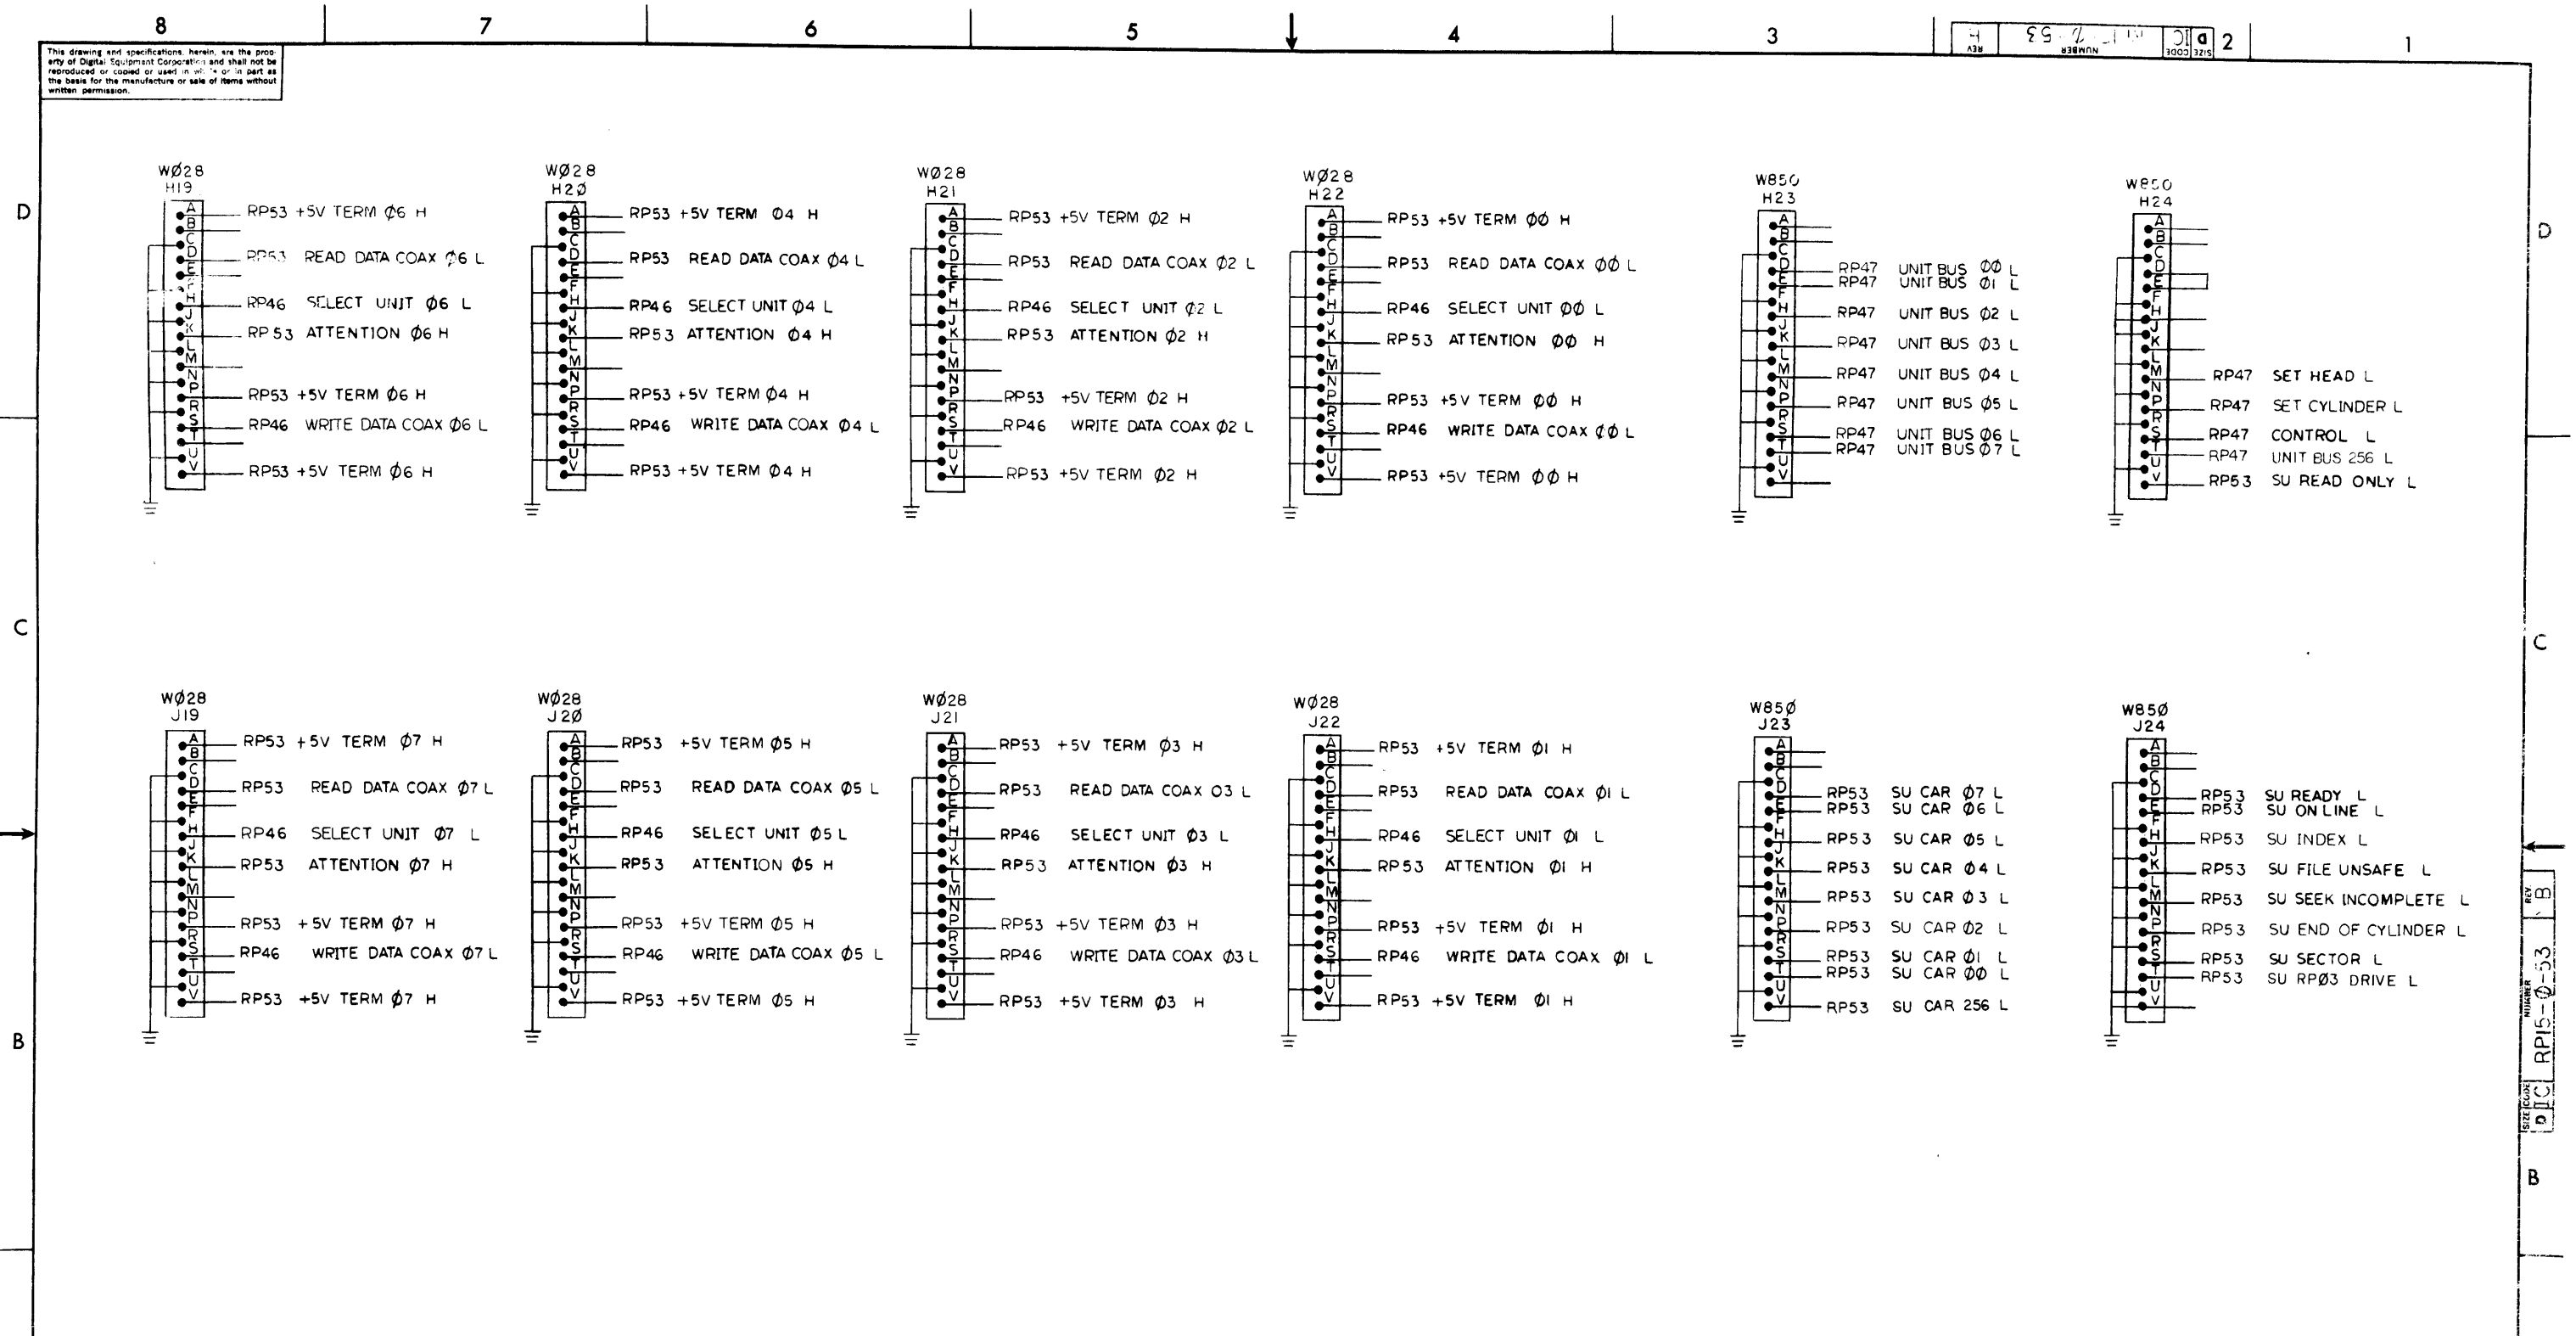 8 7 6 5 4 3 2 1
This drawing and specifications, herein, are the prop-
erty of Digital Equipment Corporation and shall not be
reproduced or copied or used in whole or in part as
the basis for the manufacture or sale of items without
written permission.
REV
NUMBER
53
SIZE CODE
D IC
D
D
WØ28
H19
A B C D E F H J K L M N P R S T U V
RP53 +5V TERM Ø6 H
RP53 READ DATA COAX Ø6 L
RP46 SELECT UNIT Ø6 L
RP53 ATTENTION Ø6 H
RP53 +5V TERM Ø6 H
RP46 WRITE DATA COAX Ø6 L
RP53 +5V TERM Ø6 H
WØ28
H2Ø
A B C D E F H J K L M N P R S T U V
RP53 +5V TERM Ø4 H
RP53 READ DATA COAX Ø4 L
RP46 SELECT UNIT Ø4 L
RP53 ATTENTION Ø4 H
RP53 +5V TERM Ø4 H
RP46 WRITE DATA COAX Ø4 L
RP53 +5V TERM Ø4 H
WØ28
H21
A B C D E F H J K L M N P R S T U V
RP53 +5V TERM Ø2 H
RP53 READ DATA COAX Ø2 L
RP46 SELECT UNIT Ø2 L
RP53 ATTENTION Ø2 H
RP53 +5V TERM Ø2 H
RP46 WRITE DATA COAX Ø2 L
RP53 +5V TERM Ø2 H
WØ28
H22
A B C D E F H J K L M N P R S T U V
RP53 +5V TERM ØØ H
RP53 READ DATA COAX ØØ L
RP46 SELECT UNIT ØØ L
RP53 ATTENTION ØØ H
RP53 +5V TERM ØØ H
RP46 WRITE DATA COAX ØØ L
RP53 +5V TERM ØØ H
W850
H23
A B C D E F H J K L M N P R S T U V
RP47 UNIT BUS ØØ L
RP47 UNIT BUS Ø1 L
RP47 UNIT BUS Ø2 L
RP47 UNIT BUS Ø3 L
RP47 UNIT BUS Ø4 L
RP47 UNIT BUS Ø5 L
RP47 UNIT BUS Ø6 L
RP47 UNIT BUS Ø7 L
W850
H24
A B C D E F H J K L M N P R S T U V
RP47 SET HEAD L
RP47 SET CYLINDER L
RP47 CONTROL L
RP47 UNIT BUS 256 L
RP53 SU READ ONLY L
C
C
WØ28
J19
A B C D E F H J K L M N P R S T U V
RP53 +5V TERM Ø7 H
RP53 READ DATA COAX Ø7 L
RP46 SELECT UNIT Ø7 L
RP53 ATTENTION Ø7 H
RP53 +5V TERM Ø7 H
RP46 WRITE DATA COAX Ø7 L
RP53 +5V TERM Ø7 H
WØ28
J2Ø
A B C D E F H J K L M N P R S T U V
RP53 +5V TERM Ø5 H
RP53 READ DATA COAX Ø5 L
RP46 SELECT UNIT Ø5 L
RP53 ATTENTION Ø5 H
RP53 +5V TERM Ø5 H
RP46 WRITE DATA COAX Ø5 L
RP53 +5V TERM Ø5 H
WØ28
J21
A B C D E F H J K L M N P R S T U V
RP53 +5V TERM Ø3 H
RP53 READ DATA COAX O3 L
RP46 SELECT UNIT Ø3 L
RP53 ATTENTION Ø3 H
RP53 +5V TERM Ø3 H
RP46 WRITE DATA COAX Ø3 L
RP53 +5V TERM Ø3 H
WØ28
J22
A B C D E F H J K L M N P R S T U V
RP53 +5V TERM Ø1 H
RP53 READ DATA COAX Ø1 L
RP46 SELECT UNIT Ø1 L
RP53 ATTENTION Ø1 H
RP53 +5V TERM Ø1 H
RP46 WRITE DATA COAX Ø1 L
RP53 +5V TERM Ø1 H
W85Ø
J23
A B C D E F H J K L M N P R S T U V
RP53 SU CAR Ø7 L
RP53 SU CAR Ø6 L
RP53 SU CAR Ø5 L
RP53 SU CAR Ø4 L
RP53 SU CAR Ø3 L
RP53 SU CAR Ø2 L
RP53 SU CAR Ø1 L
RP53 SU CAR ØØ L
RP53 SU CAR 256 L
W85Ø
J24
A B C D E F H J K L M N P R S T U V
RP53 SU READY L
RP53 SU ON LINE L
RP53 SU INDEX L
RP53 SU FILE UNSAFE L
RP53 SU SEEK INCOMPLETE L
RP53 SU END OF CYLINDER L
RP53 SU SECTOR L
RP53 SU RPØ3 DRIVE L
B
B
SIZE CODE
D IC
NUMBER
RP15-Ø-53
REV.
B